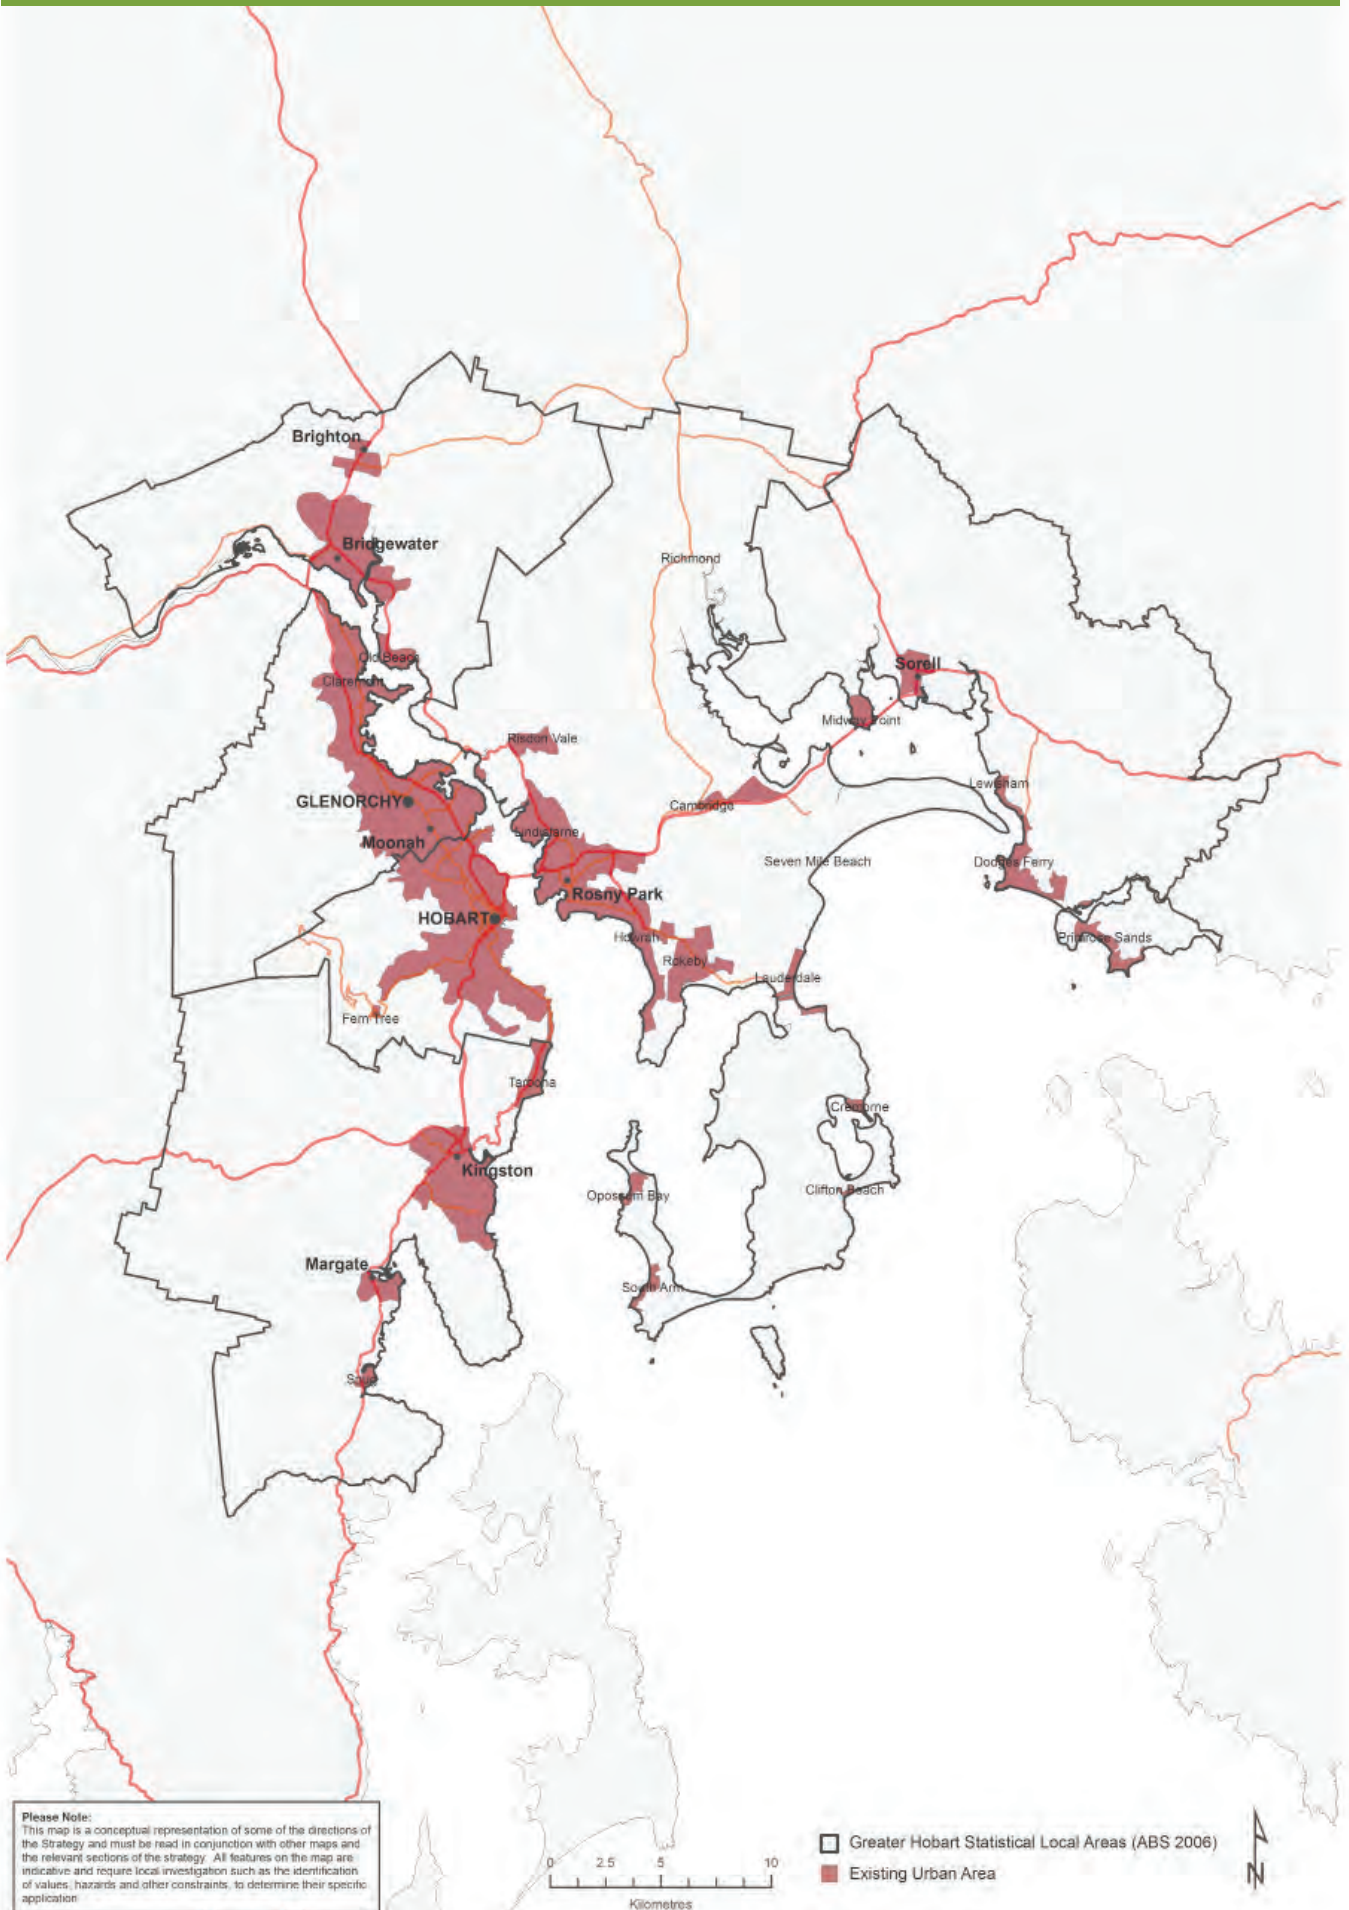 Brighton
Bridgewater
Richmond
Old Beach
Sorell
Claremont
Midway Point
Risdon Vale
Lewisham
GLENORCHY
Cambridge
Lindisfarne
Moonah
Seven Mile Beach
Dodges Ferry
Rosny Park
HOBART
Howrah
Primrose Sands
Rokeby
Lauderdale
Fern Tree
Taroona
Cremorne
Kingston
Opossum Bay
Clifton Beach
Margate
South Arm
Please Note:
This map is a conceptual representation of some of the directions of
the Strategy and must be read in conjunction with other maps and
the relevant sections of the strategy. All features on the map are
indicative and require local investigation such as the identification
of values, hazards and other constraints, to determine their specific
application
0 2.5 5 10
Kilometres
Greater Hobart Statistical Local Areas (ABS 2006)
Existing Urban Area
N